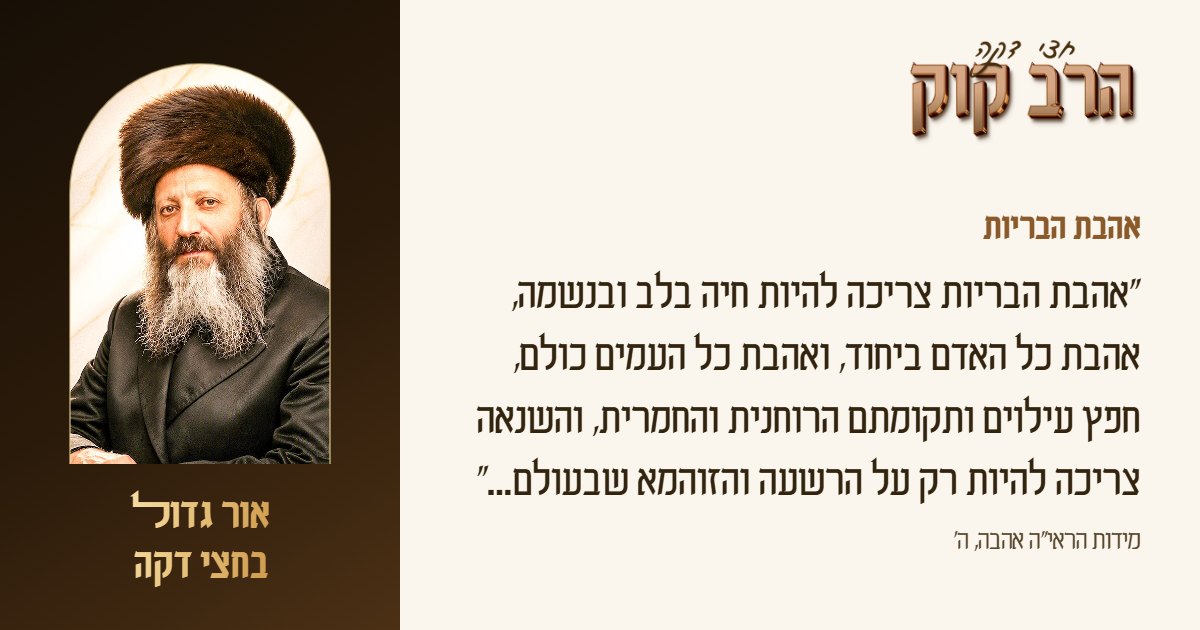 חצי דקה
הרב קוק
אהבת הבריות
"אהבת הבריות צריכה להיות חיה בלב ובנשמה,
אהבת כל האדם ביחוד, ואהבת כל העמים כולם,
חפץ עילוים ותקומתם הרוחנית והחמרית, והשנאה
צריכה להיות רק על הרשעה והזוהמא שבעולם..."
מידות הראי"ה אהבה, ה'
אור גדול
בחצי דקה